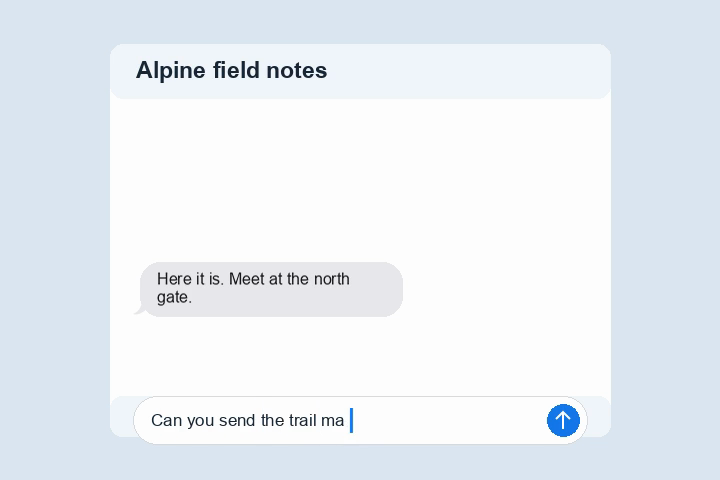 Alpine field notes
Here it is. Meet at the north
gate.
Can you send the trail ma